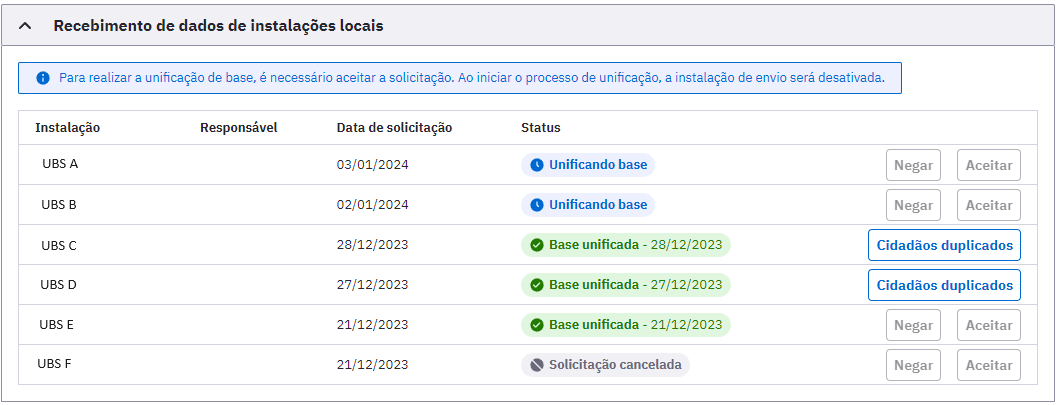 Recebimento de dados de instalações locais
Para realizar a unificação de base, é necessário aceitar a solicitação. Ao iniciar o processo de unificação, a instalação de envio será desativada.
Instalação Responsável Data de solicitação Status
UBS A 03/01/2024 Unificando base Negar Aceitar
UBS B 02/01/2024 Unificando base Negar Aceitar
UBS C 28/12/2023 Base unificada - 28/12/2023 Cidadãos duplicados
UBS D 27/12/2023 Base unificada - 27/12/2023 Cidadãos duplicados
UBS E 21/12/2023 Base unificada - 21/12/2023 Negar Aceitar
UBS F 21/12/2023 Solicitação cancelada Negar Aceitar